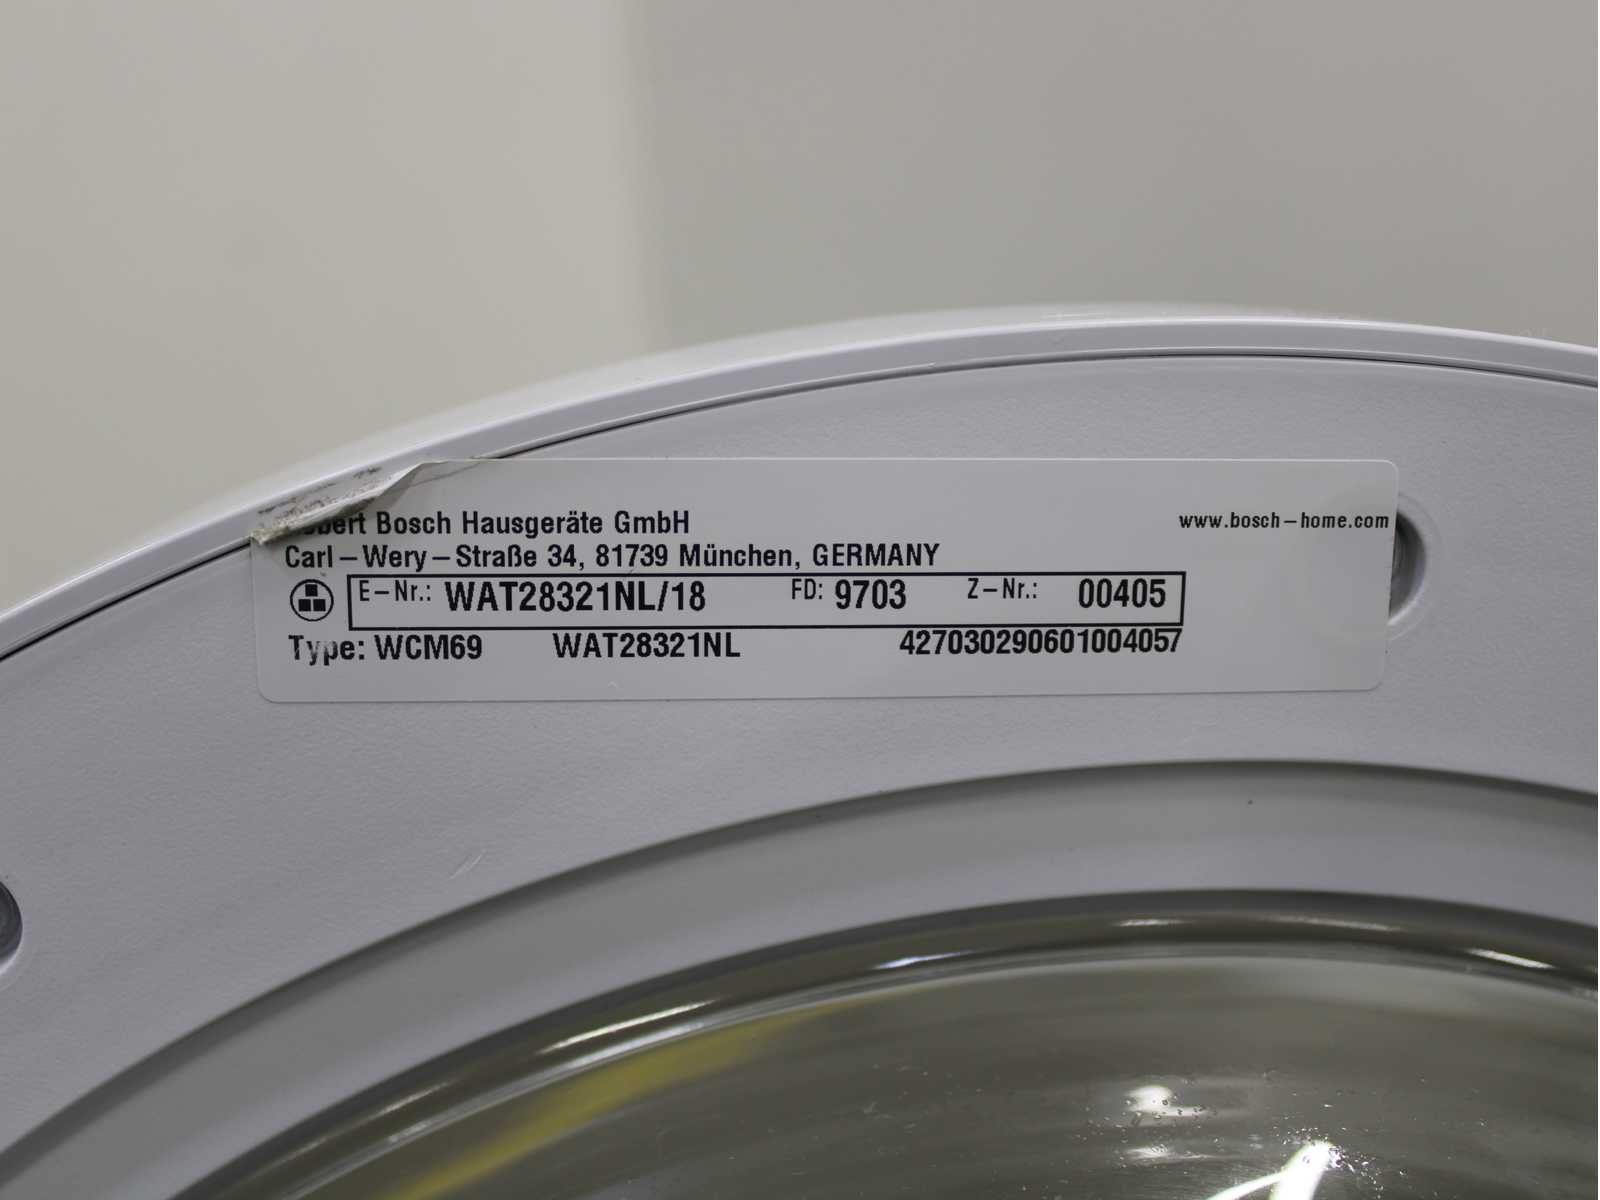 Robert Bosch Hausgeräte GmbH
www.bosch-home.com
Carl-Wery-Straße 34, 81739 München, GERMANY
E-Nr.: WAT28321NL/18 FD: 9703 Z-Nr.: 00405
Type: WCM69 WAT28321NL 427030290601004057